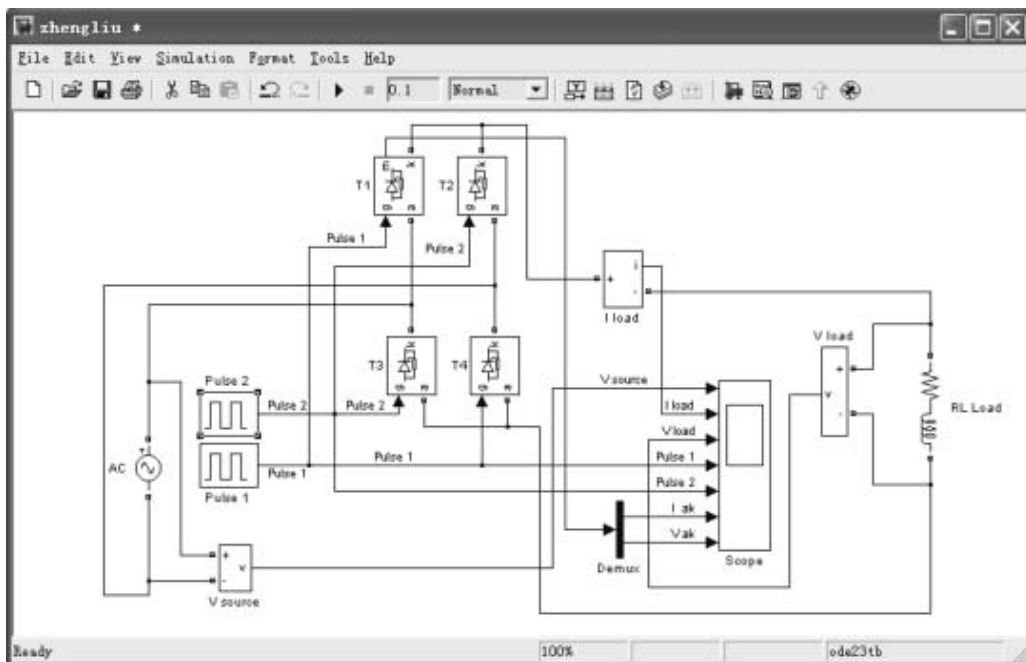 zhengliu *
File Edit View Simulation Format Tools Help
0.1 Normal
T1 T2
Pulse 1
Pulse 2
+ i -
I load
T3 T4
V load
+ v -
RL Load
Pulse 2
Pulse 2 Pulse 2
V source
I load
V load
AC
Pulse 1 Pulse 1
Pulse 1
Pulse 1
Pulse 2
I ak
V ak
Demux
Scope
+ v -
V source
Ready 100% ode23tb